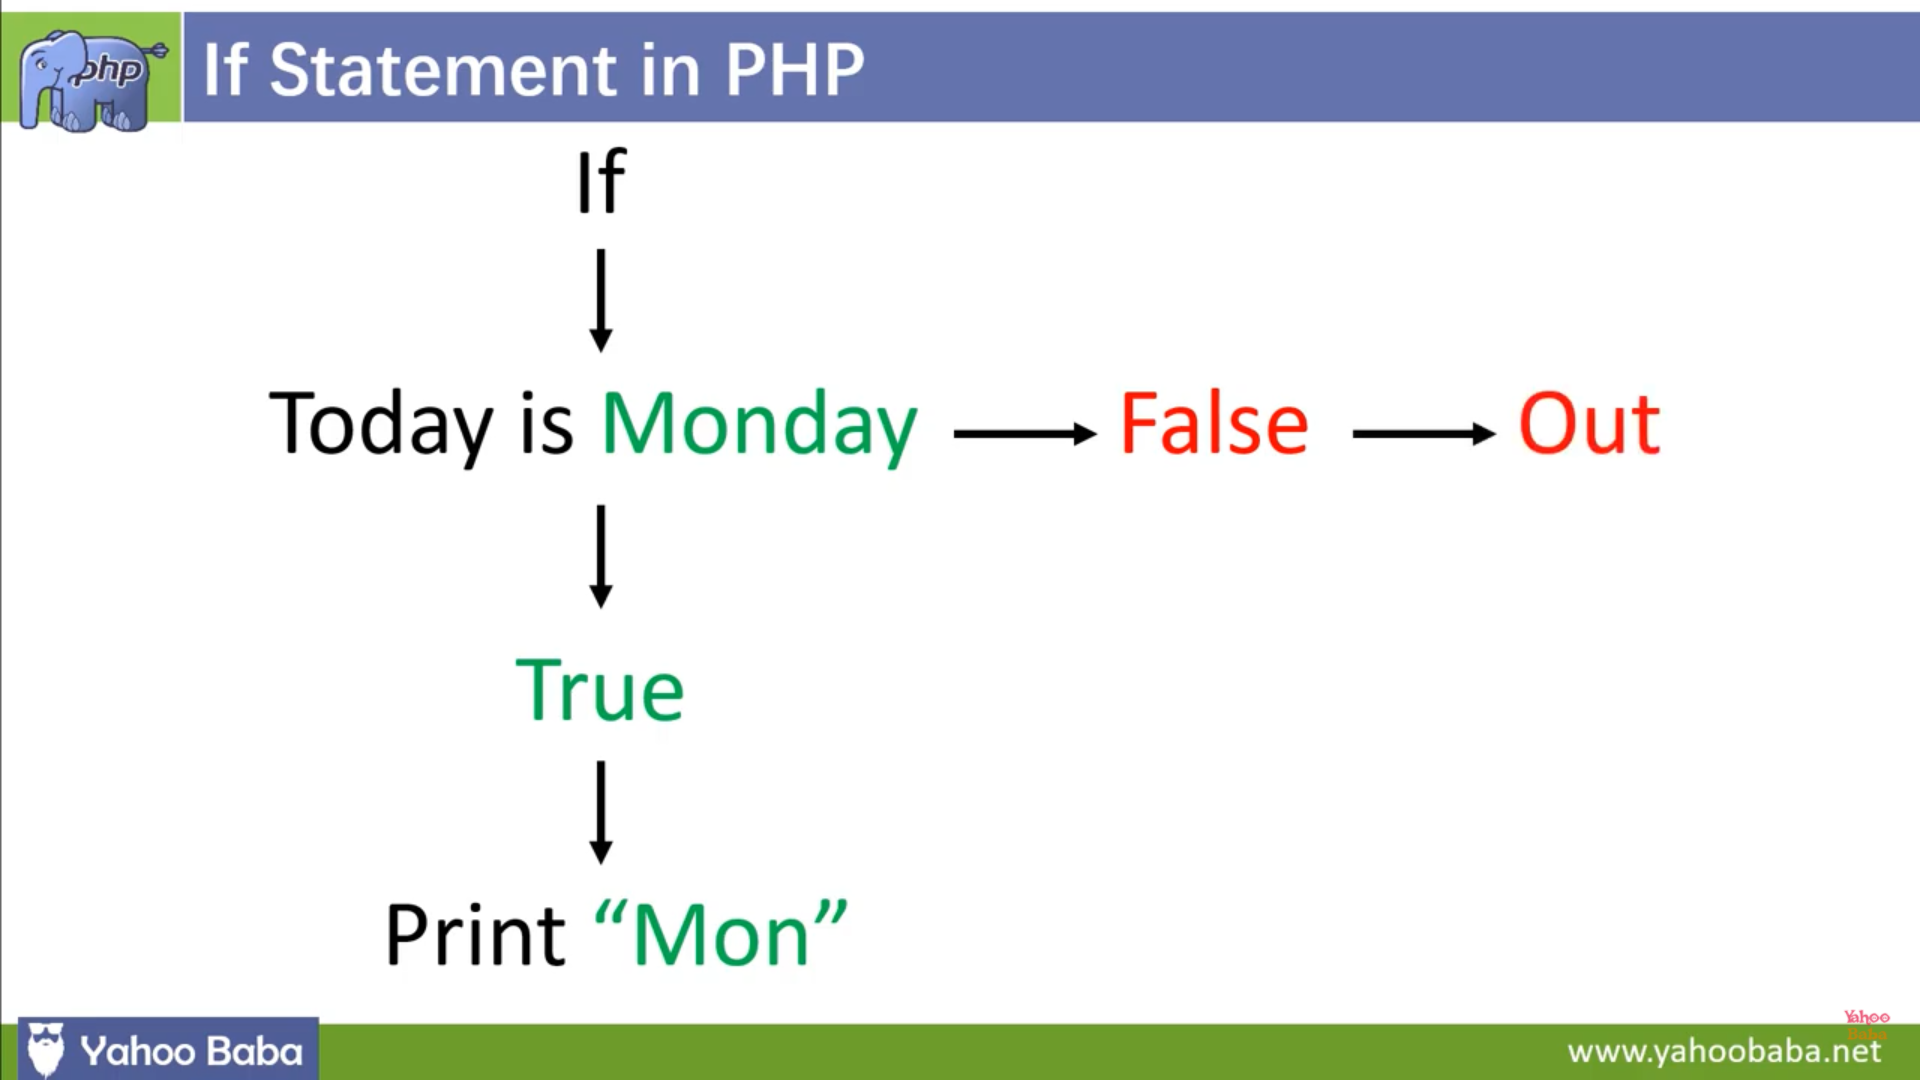 php
If Statement in PHP
If
Today is Monday
False
Out
True
Print “Mon”
Yahoo Baba
Yahoo
Baba
www.yahoobaba.net